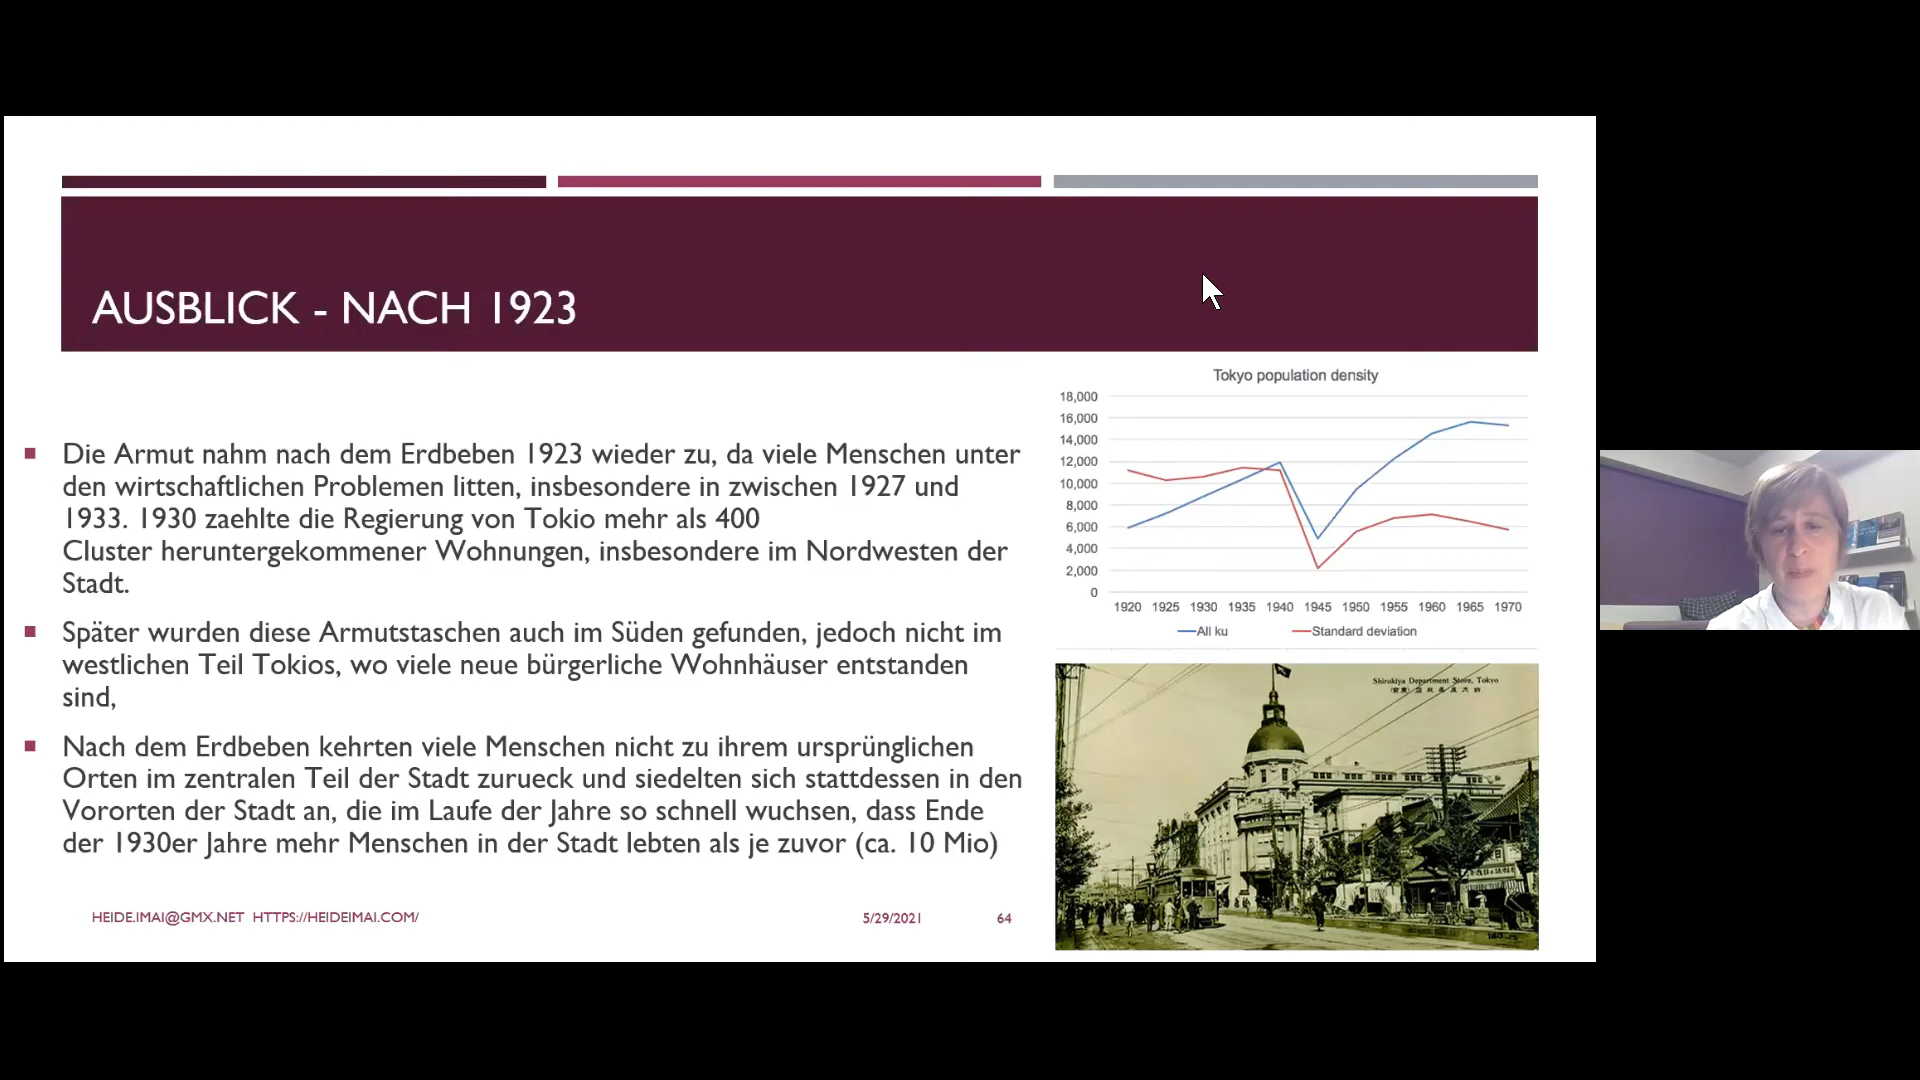 AUSBLICK - NACH 1923
Die Armut nahm nach dem Erdbeben 1923 wieder zu, da viele Menschen unter
den wirtschaftlichen Problemen litten, insbesondere in zwischen 1927 und
1933. 1930 zaehlte die Regierung von Tokio mehr als 400
Cluster heruntergekommener Wohnungen, insbesondere im Nordwesten der
Stadt.
Später wurden diese Armutstaschen auch im Süden gefunden, jedoch nicht im
westlichen Teil Tokios, wo viele neue bürgerliche Wohnhäuser entstanden
sind,
Nach dem Erdbeben kehrten viele Menschen nicht zu ihrem ursprünglichen
Orten im zentralen Teil der Stadt zurueck und siedelten sich stattdessen in den
Vororten der Stadt an, die im Laufe der Jahre so schnell wuchsen, dass Ende
der 1930er Jahre mehr Menschen in der Stadt lebten als je zuvor (ca. 10 Mio)
Tokyo population density
18,000
16,000
14,000
12,000
10,000
8,000
6,000
4,000
2,000
0
1920 1925 1930 1935 1940 1945 1950 1955 1960 1965 1970
All ku Standard deviation
Shirokiya Department Store, Tokyo
HEIDE.IMAI@GMX.NET HTTPS://HEIDEIMAI.COM/ 5/29/2021 64